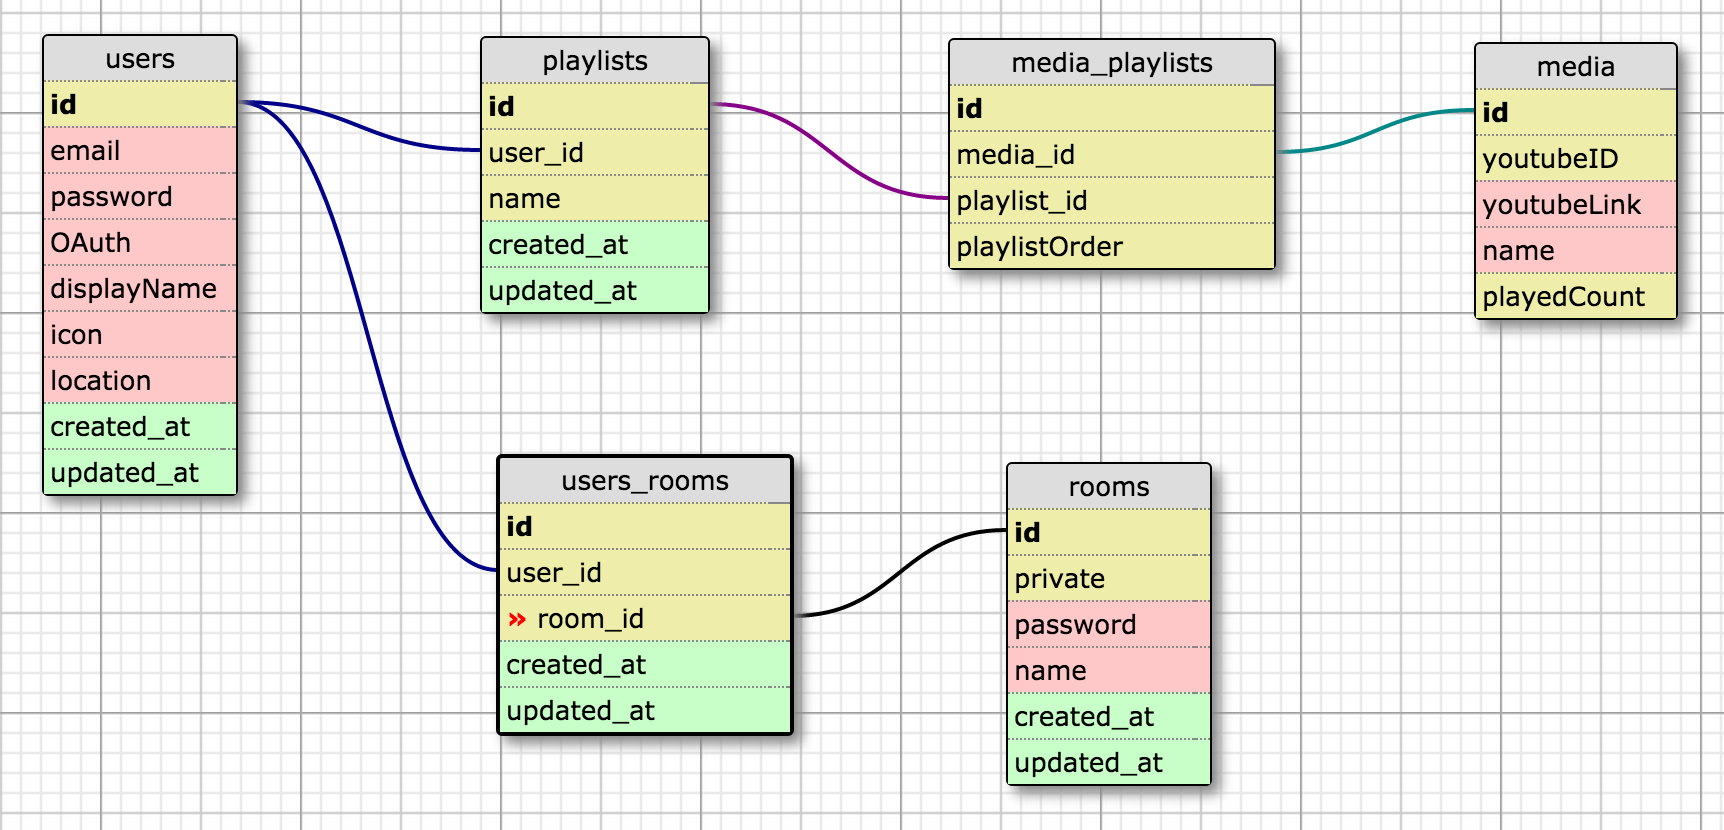 users
id
email
password
OAuth
displayName
icon
location
created_at
updated_at
playlists
id
user_id
name
created_at
updated_at
media_playlists
id
media_id
playlist_id
playlistOrder
media
id
youtubeID
youtubeLink
name
playedCount
users_rooms
id
user_id
» room_id
created_at
updated_at
rooms
id
private
password
name
created_at
updated_at